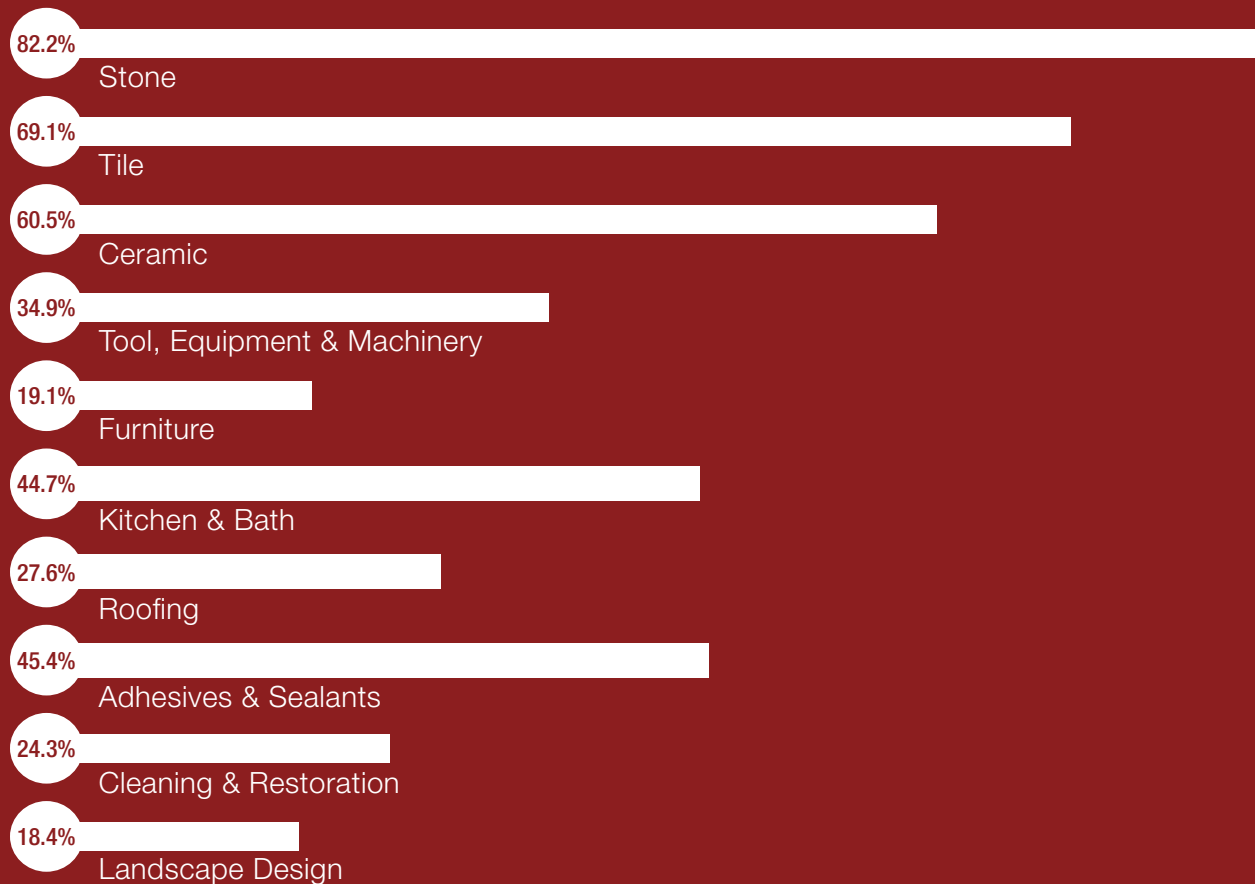 82.2%
Stone
69.1%
Tile
60.5%
Ceramic
34.9%
Tool, Equipment & Machinery
19.1%
Furniture
44.7%
Kitchen & Bath
27.6%
Roofing
45.4%
Adhesives & Sealants
24.3%
Cleaning & Restoration
18.4%
Landscape Design